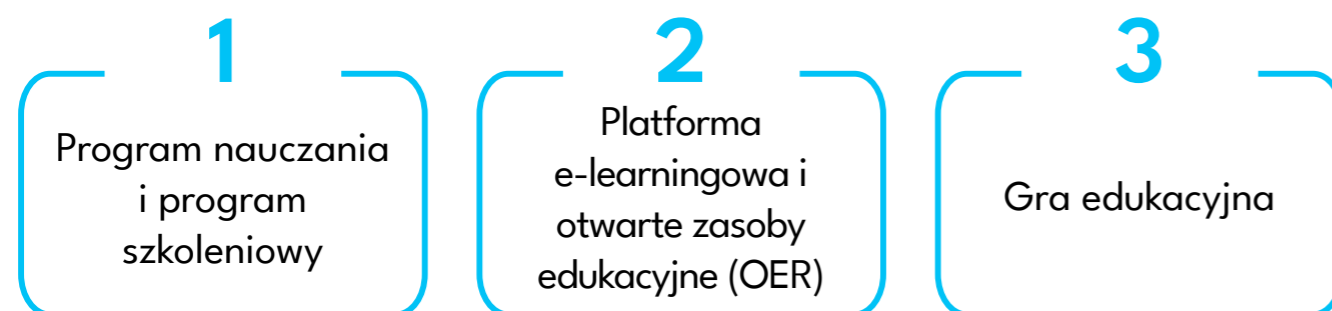 1
Program nauczania
i program
szkoleniowy
2
Platforma
e-learningowa i
otwarte zasoby
edukacyjne (OER)
3
Gra edukacyjna